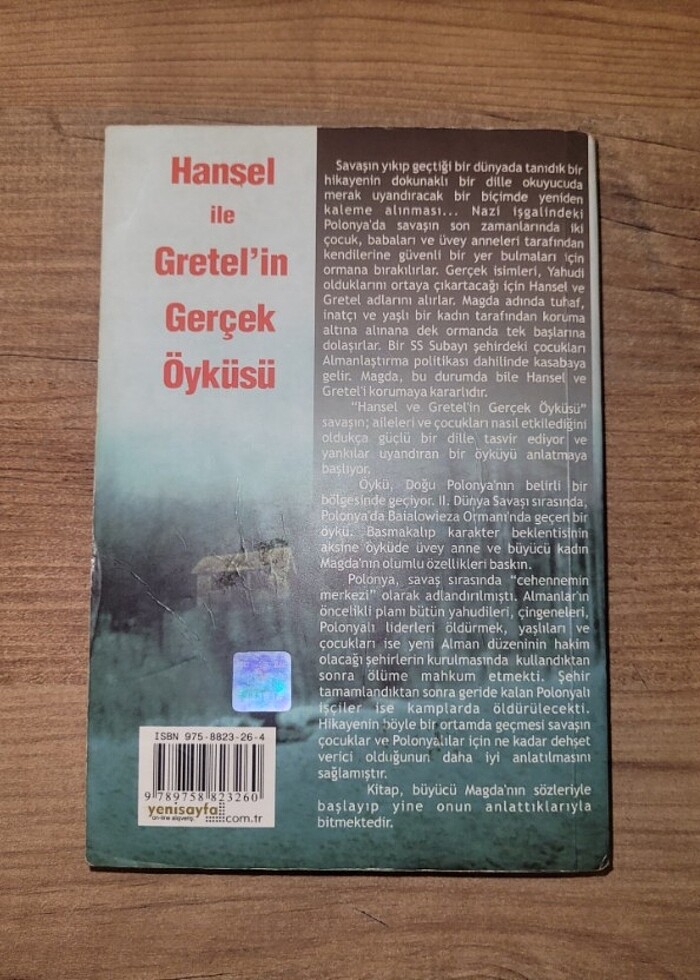 Hansel
ile
Gretel'in
Gerçek
Öyküsü
Savaşın yıkıp geçtiği bir dünyada tanıdık bir
hikayenin dokunaklı bir dille okuyucuda
merak uyandıracak bir biçimde yeniden
kaleme alınması... Nazi işgalindeki
Polonya'da savaşın son zamanlarında iki
çocuk, babaları ve üvey anneleri tarafından
kendilerine güvenli bir yer bulmaları için
ormana bırakılırlar. Gerçek isimleri, Yahudi
olduklarını ortaya çıkartacağı için Hansel ve
Gretel adlarını alırlar. Magda adında tuhaf,
inatçı ve yaşlı bir kadın tarafından koruma
altına alınana dek ormanda tek başlarına
dolaşırlar. Bir SS Subayı şehirdeki çocukları
Almanlaştırma politikası dahilinde kasabaya
gelir. Magda, bu durumda bile Hansel ve
Gretel'i korumaya kararlıdır.
"Hansel ve Gretel'in Gerçek Öyküsü"
savaşın; aileleri ve çocukları nasıl etkilediğini
oldukça güçlü bir dille tasvir ediyor ve
yankılar uyandıran bir öyküyü anlatmaya
başlıyor.
Öykü, Doğu Polonya'nın belirli bir
bölgesinde geçiyor. II. Dünya Savaşı sırasında,
Polonya'da Baialowieza Ormanı'nda geçen bir
öykü. Basmakalıp karakter beklentisinin
aksine öyküde üvey anne ve büyücü kadın
Magda'nın olumlu özellikleri baskın.
Polonya, savaş sırasında "cehennemin
merkezi" olarak adlandırılmıştı. Almanlar'ın
öncelikli planı bütün yahudileri, çingeneleri,
Polonyalı liderleri öldürmek, yaşlıları ve
çocukları ise yeni Alman düzeninin hakim
olacağı şehirlerin kurulmasında kullandıktan
sonra ölüme mahkum etmekti. Şehir
tamamlandıktan sonra geride kalan Polonyalı
işçiler ise kamplarda öldürülecekti.
Hikayenin böyle bir ortamda geçmesi savaşın
çocuklar ve Polonyalılar için ne kadar dehşet
verici olduğunun daha iyi anlatılmasını
sağlamıştır.
Kitap, büyücü Magda'nın sözleriyle
başlayıp yine onun anlattıklarıyla
bitmektedir.
ISBN 975-8823-26-4
9 789758 823260
yenisayfa
on-line alışveriş. com.tr